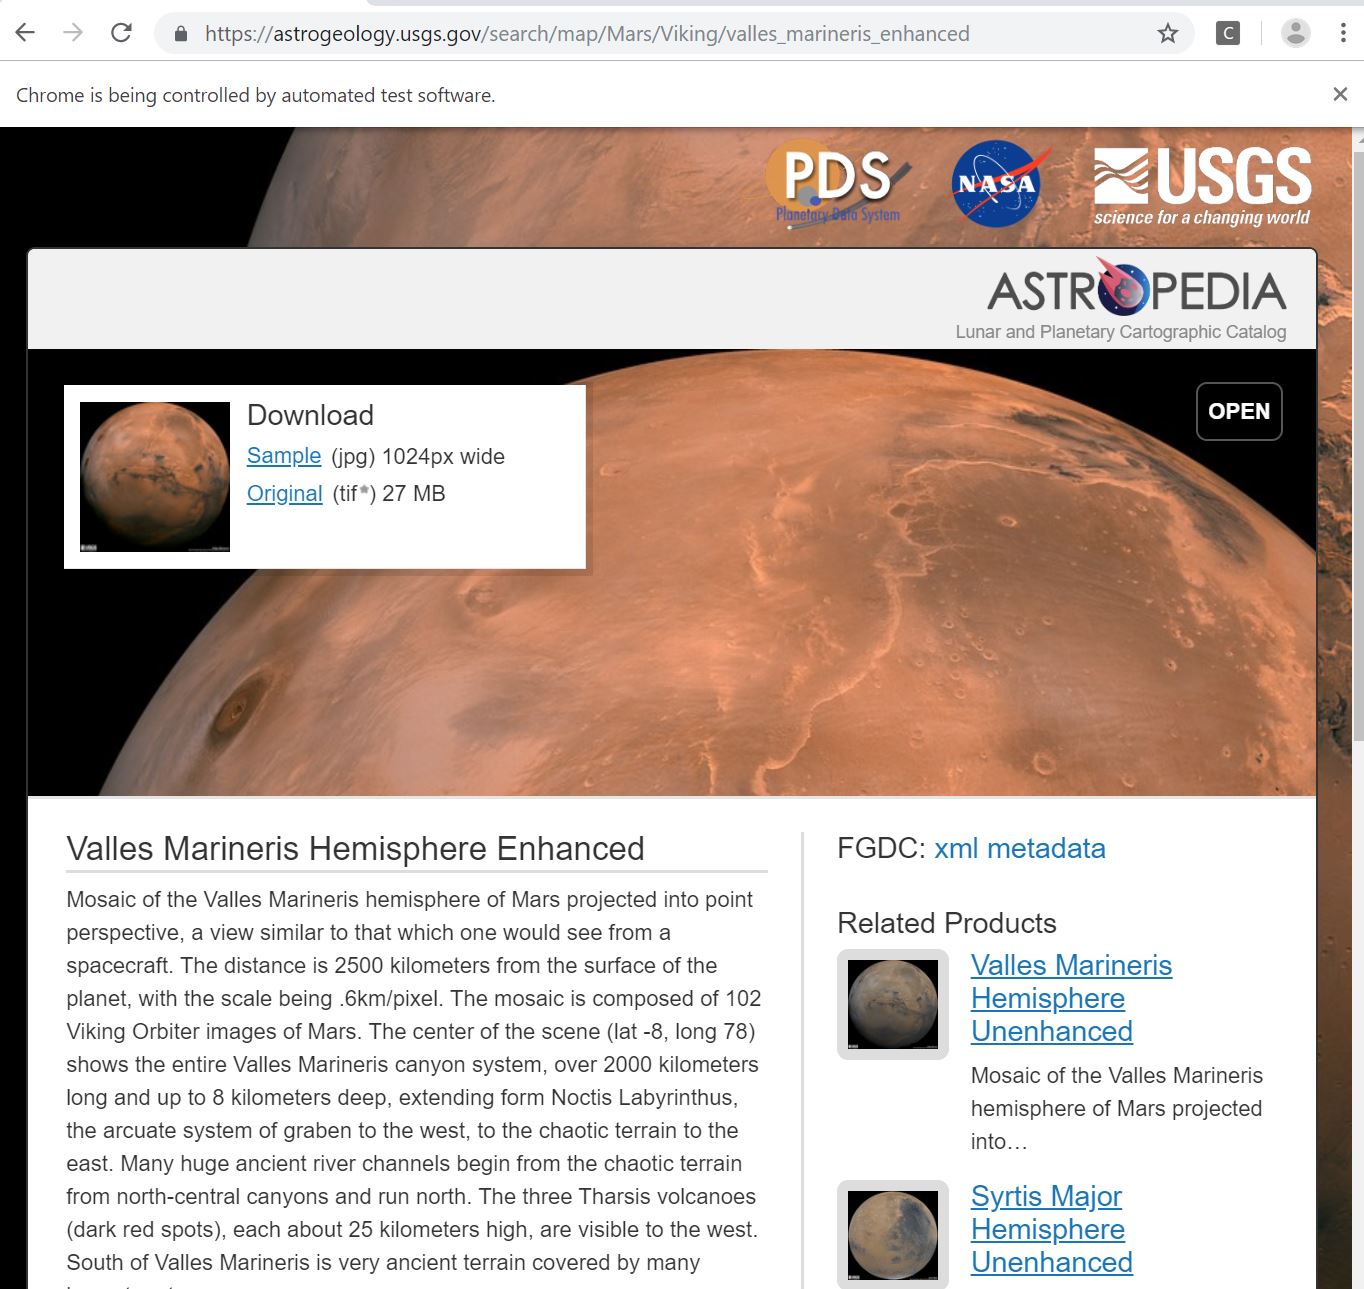 https://astrogeology.usgs.gov/search/map/Mars/Viking/valles_marineris_enhanced
C
Chrome is being controlled by automated test software.
PDS
Planetary Data System
NASA
USGS
science for a changing world
ASTROPEDIA
Lunar and Planetary Cartographic Catalog
Download
Sample (jpg) 1024px wide
Original (tif*) 27 MB
OPEN
Valles Marineris Hemisphere Enhanced
Mosaic of the Valles Marineris hemisphere of Mars projected into point
perspective, a view similar to that which one would see from a
spacecraft. The distance is 2500 kilometers from the surface of the
planet, with the scale being .6km/pixel. The mosaic is composed of 102
Viking Orbiter images of Mars. The center of the scene (lat -8, long 78)
shows the entire Valles Marineris canyon system, over 2000 kilometers
long and up to 8 kilometers deep, extending form Noctis Labyrinthus,
the arcuate system of graben to the west, to the chaotic terrain to the
east. Many huge ancient river channels begin from the chaotic terrain
from north-central canyons and run north. The three Tharsis volcanoes
(dark red spots), each about 25 kilometers high, are visible to the west.
South of Valles Marineris is very ancient terrain covered by many
FGDC: xml metadata
Related Products
Valles Marineris
Hemisphere
Unenhanced
Mosaic of the Valles Marineris
hemisphere of Mars projected
into…
Syrtis Major
Hemisphere
Unenhanced